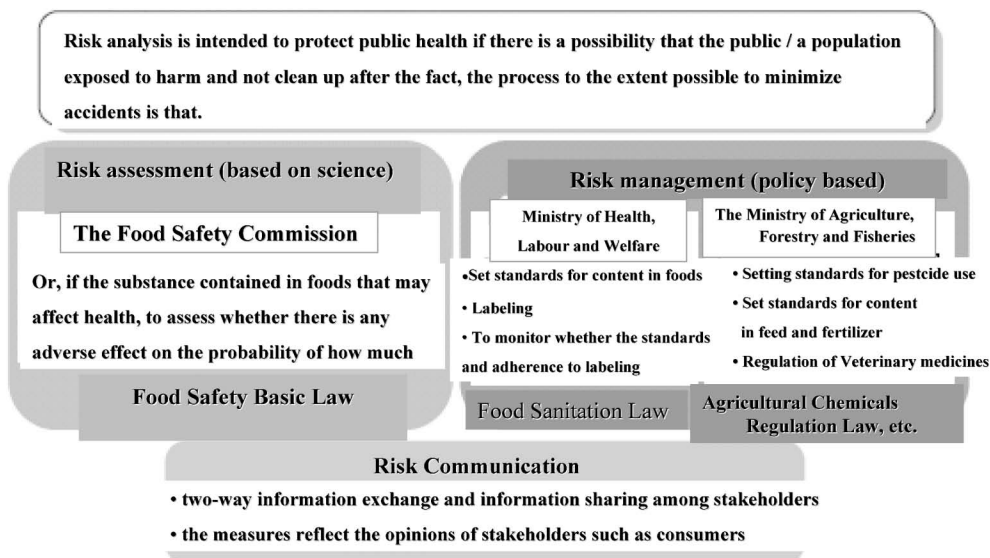 Risk analysis is intended to protect public health if there is a possibility that the public / a population
exposed to harm and not clean up after the fact, the process to the extent possible to minimize
accidents is that.
Risk assessment (based on science)
The Food Safety Commission
Or, if the substance contained in foods that may
affect health, to assess whether there is any
adverse effect on the probability of how much
Food Safety Basic Law
Risk management (policy based)
Ministry of Health,
Labour and Welfare
•Set standards for content in foods
• Labeling
• To monitor whether the standards
and adherence to labeling
Food Sanitation Law
The Ministry of Agriculture,
Forestry and Fisheries
• Setting standards for pestcide use
• Set standards for content
in feed and fertilizer
• Regulation of Veterinary medicines
Agricultural Chemicals
Regulation Law, etc.
Risk Communication
• two-way information exchange and information sharing among stakeholders
• the measures reflect the opinions of stakeholders such as consumers